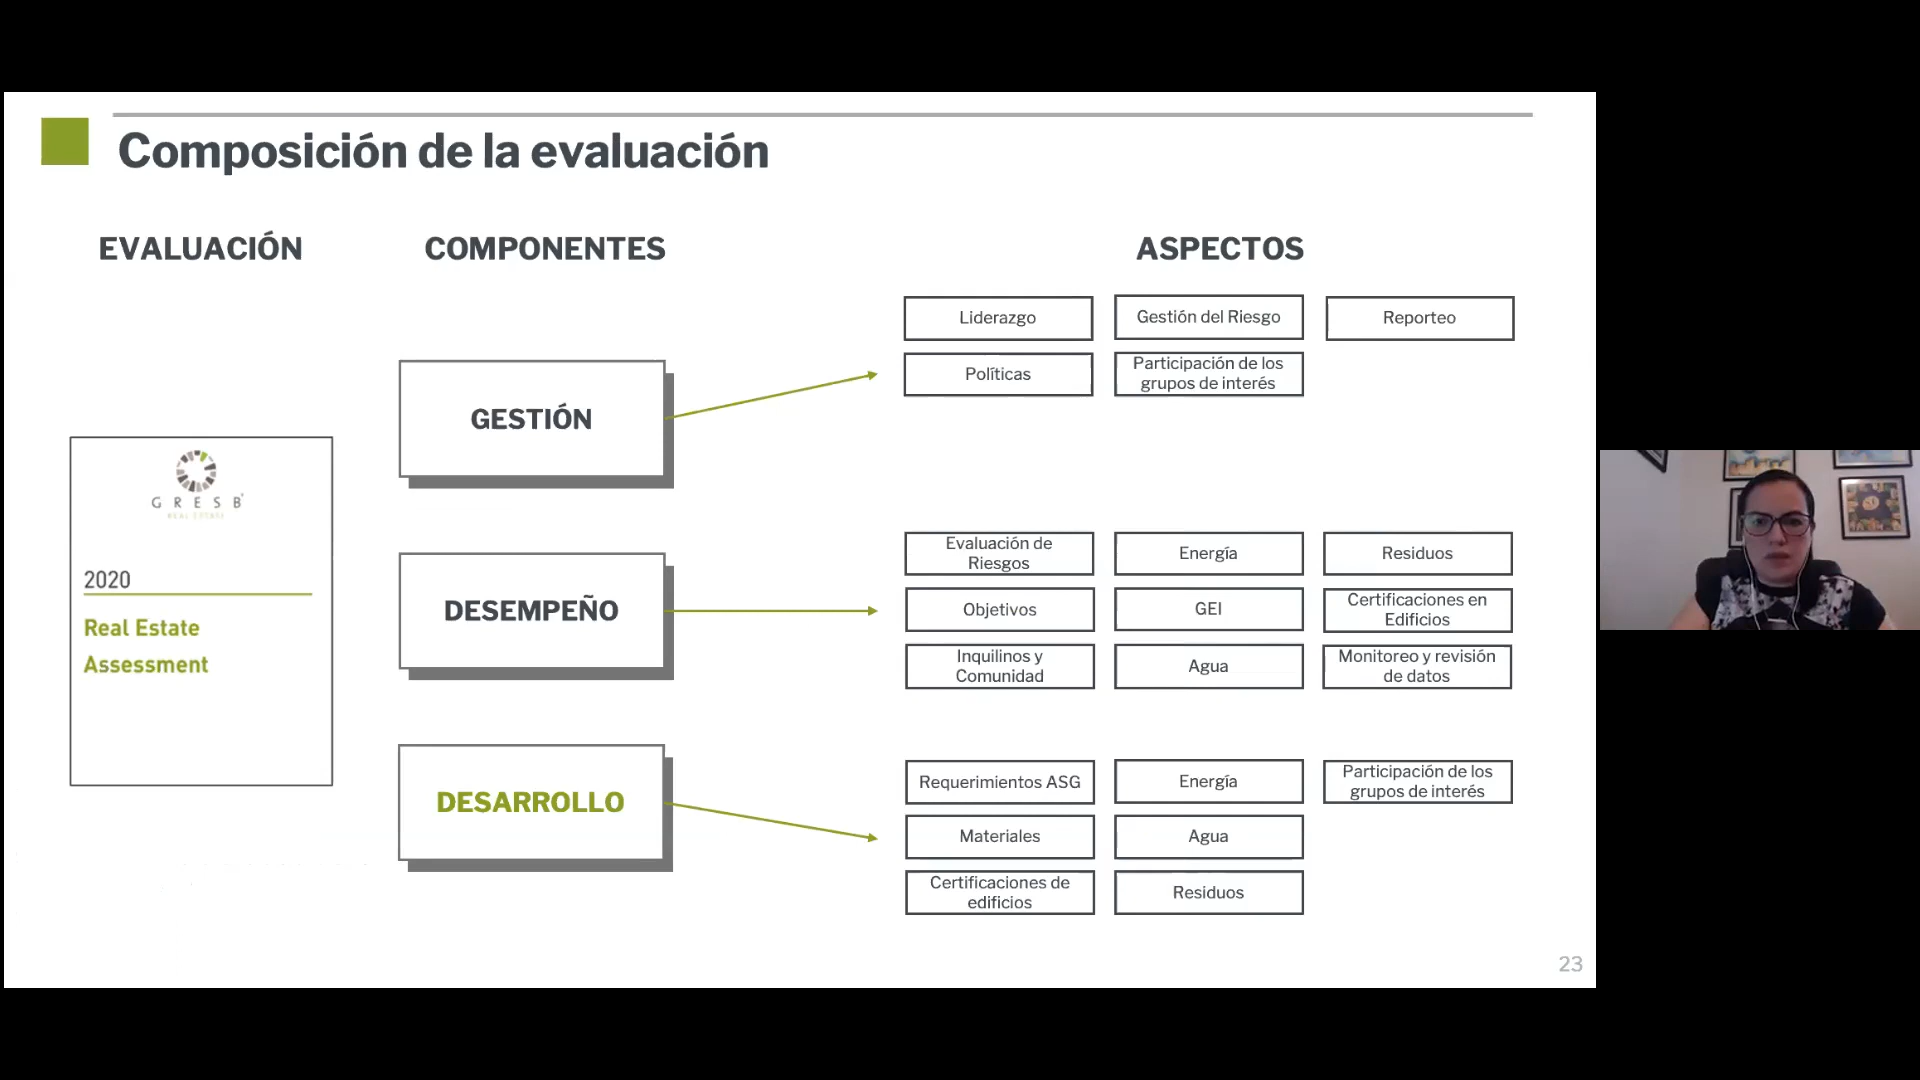 Composición de la evaluación
EVALUACIÓN
COMPONENTES
ASPECTOS
G R E S B
REAL ESTATE
2020
Real Estate
Assessment
GESTIÓN
Liderazgo
Gestión del Riesgo
Reporteo
Políticas
Participación de los
grupos de interés
DESEMPEÑO
Evaluación de
Riesgos
Energía
Residuos
Objetivos
GEI
Certificaciones en
Edificios
Inquilinos y
Comunidad
Agua
Monitoreo y revisión
de datos
DESARROLLO
Requerimientos ASG
Energía
Participación de los
grupos de interés
Materiales
Agua
Certificaciones de
edificios
Residuos
23